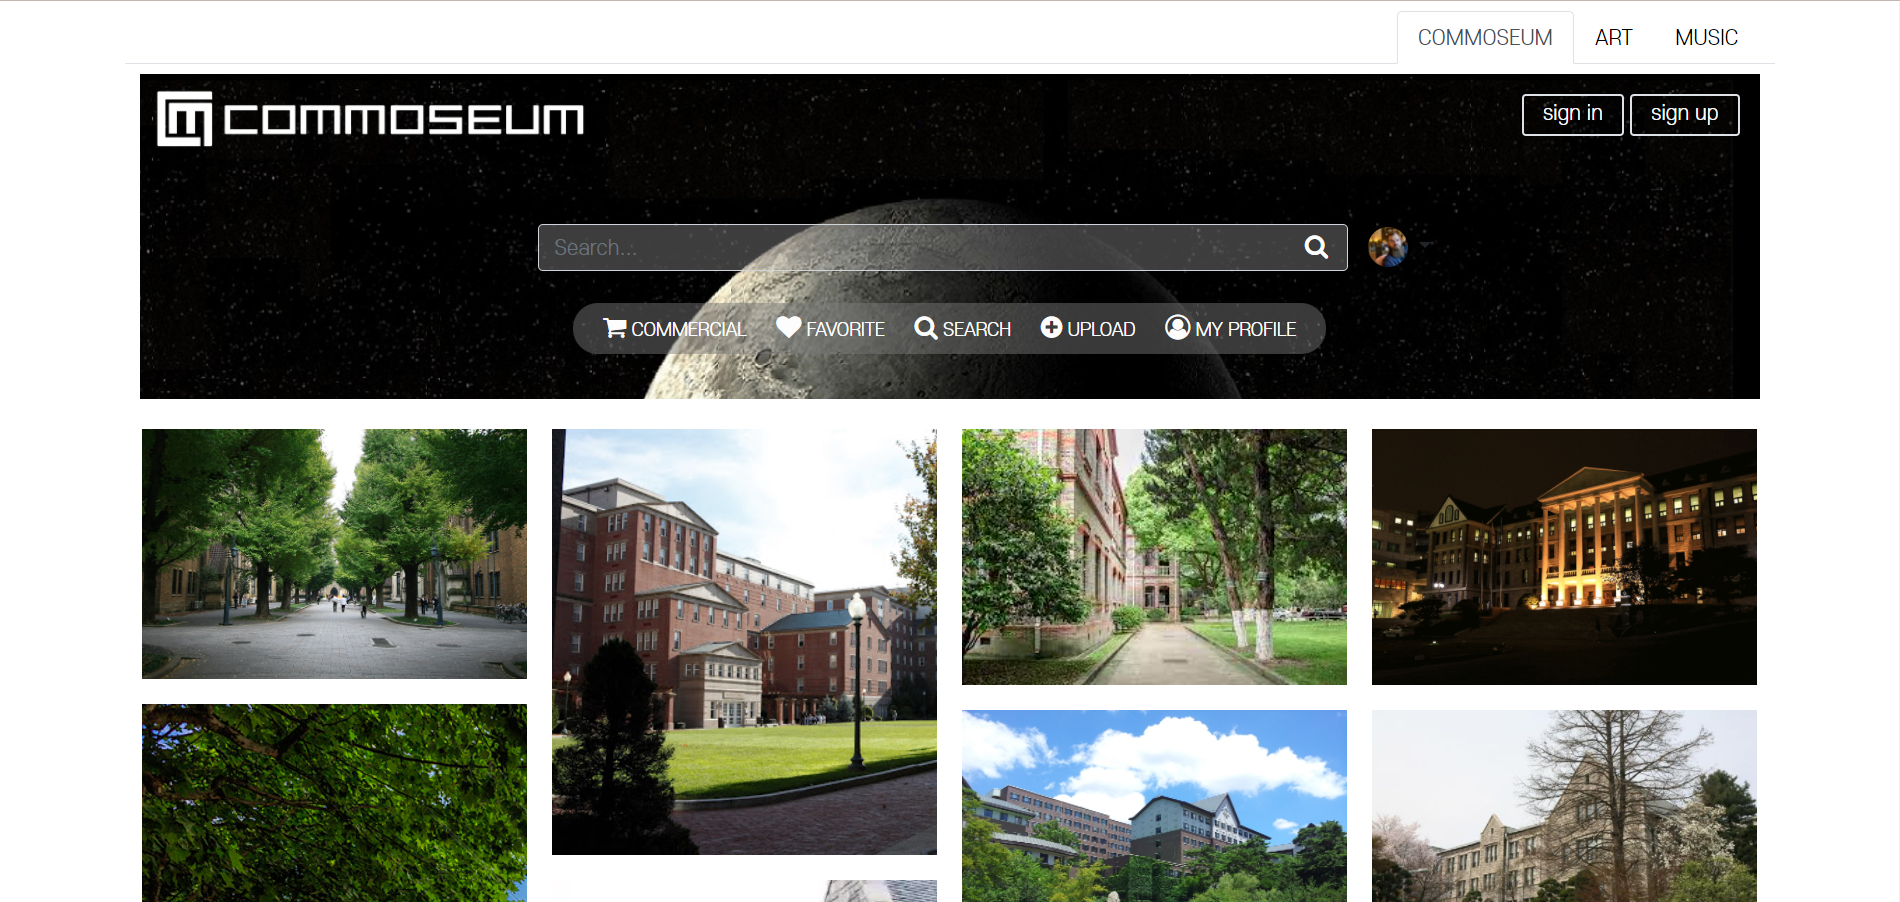 COMMOSEUM ART MUSIC
COMMOSEUM
sign in sign up
Search...
COMMERCIAL FAVORITE SEARCH UPLOAD MY PROFILE